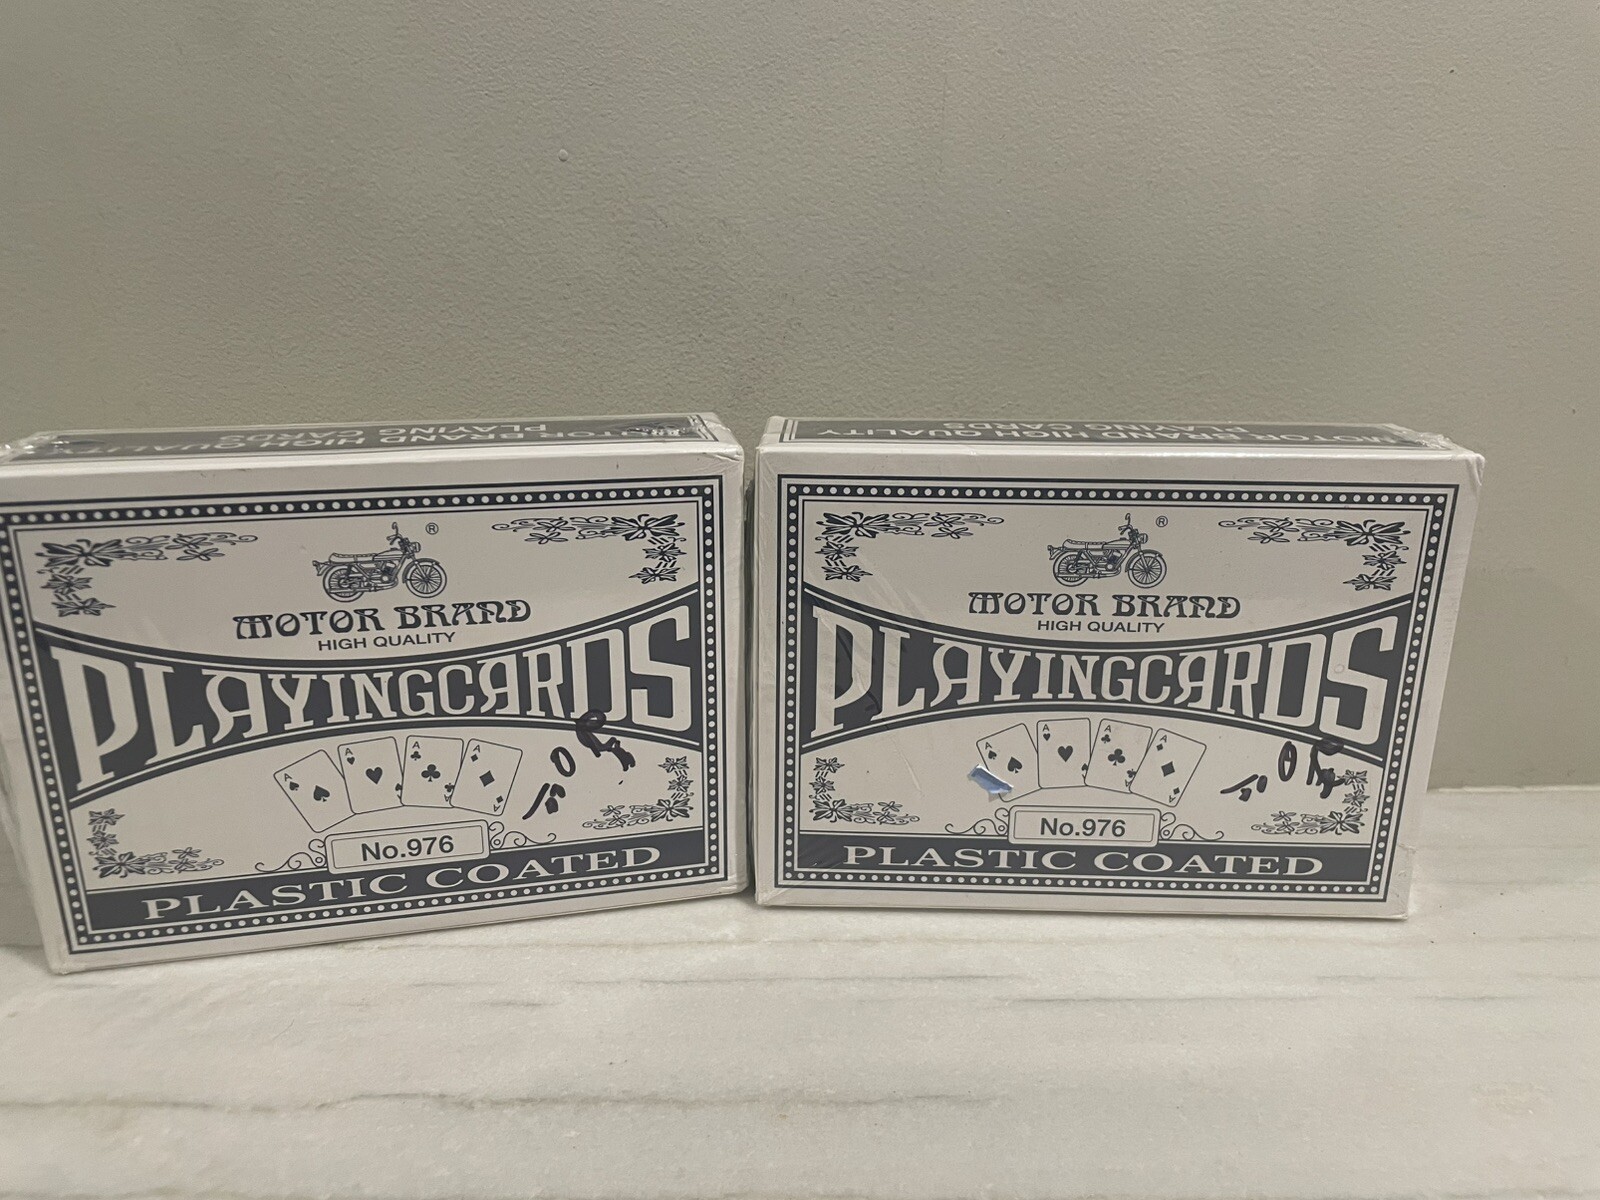 MOTOR BRAND HIGH QUALITY
PLAYING CARDS
®
MOTOR BRAND
HIGH QUALITY
PLAYINGCARDS
A A A A
No.976
PLASTIC COATED
MOTOR BRAND HIGH QUALITY
PLAYING CARDS
®
MOTOR BRAND
HIGH QUALITY
PLAYINGCARDS
A A A A
No.976
PLASTIC COATED